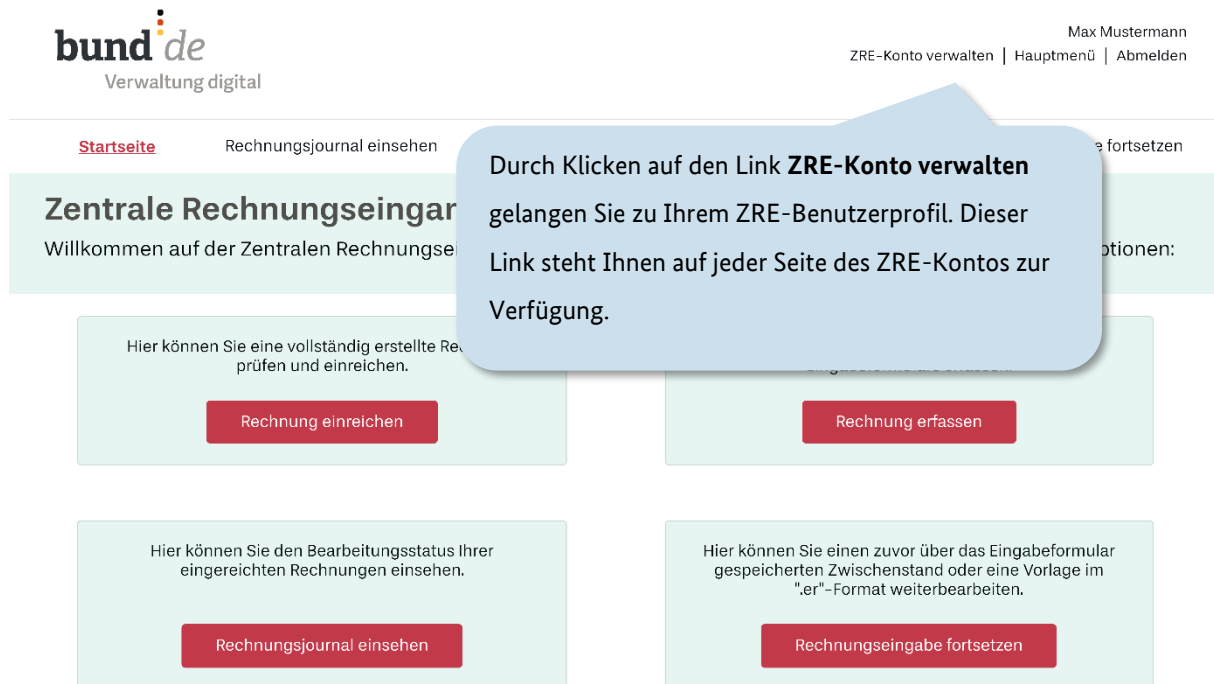 bund.de
Verwaltung digital
Max Mustermann
ZRE-Konto verwalten | Hauptmenü | Abmelden
Startseite Rechnungsjournal einsehen fortsetzen
Durch Klicken auf den Link ZRE-Konto verwalten
gelangen Sie zu Ihrem ZRE-Benutzerprofil. Dieser
Link steht Ihnen auf jeder Seite des ZRE-Kontos zur
Verfügung.
Zentrale
Willkommen auf der Zentralen
Hier können Sie eine vollständig erstellte
prüfen und einreichen.
Rechnung einreichen
Rechnung erfassen
Hier können Sie den Bearbeitungsstatus Ihrer
eingereichten Rechnungen einsehen.
Rechnungsjournal einsehen
Hier können Sie einen zuvor über das Eingabeformular
gespeicherten Zwischenstand oder eine Vorlage im
".er"-Format weiterbearbeiten.
Rechnungseingabe fortsetzen